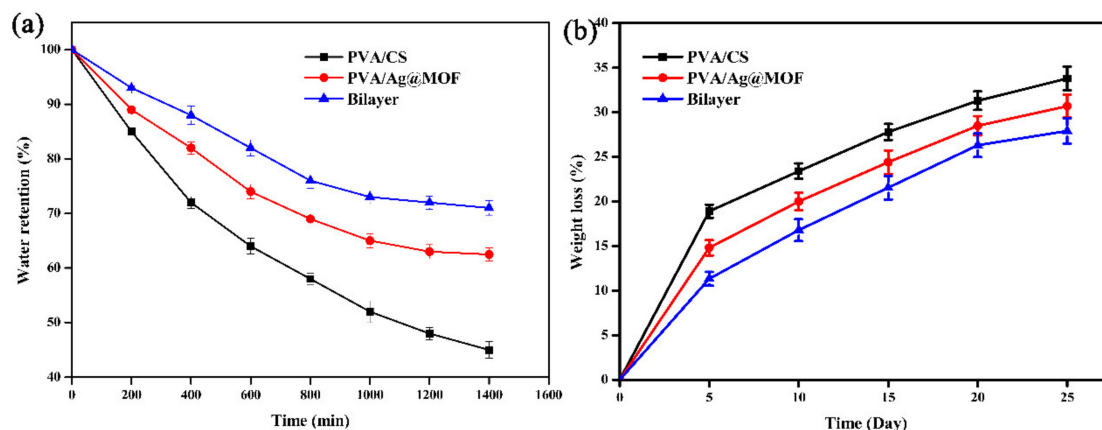 (a)
PVA/CS
PVA/Ag@MOF
Bilayer
Water retention (%)
100
90
80
70
60
50
40
0 200 400 600 800 1000 1200 1400 1600
Time (min)
(b)
PVA/CS
PVA/Ag@MOF
Bilayer
Weight loss (%)
40
35
30
25
20
15
10
5
0
0 5 10 15 20 25
Time (Day)